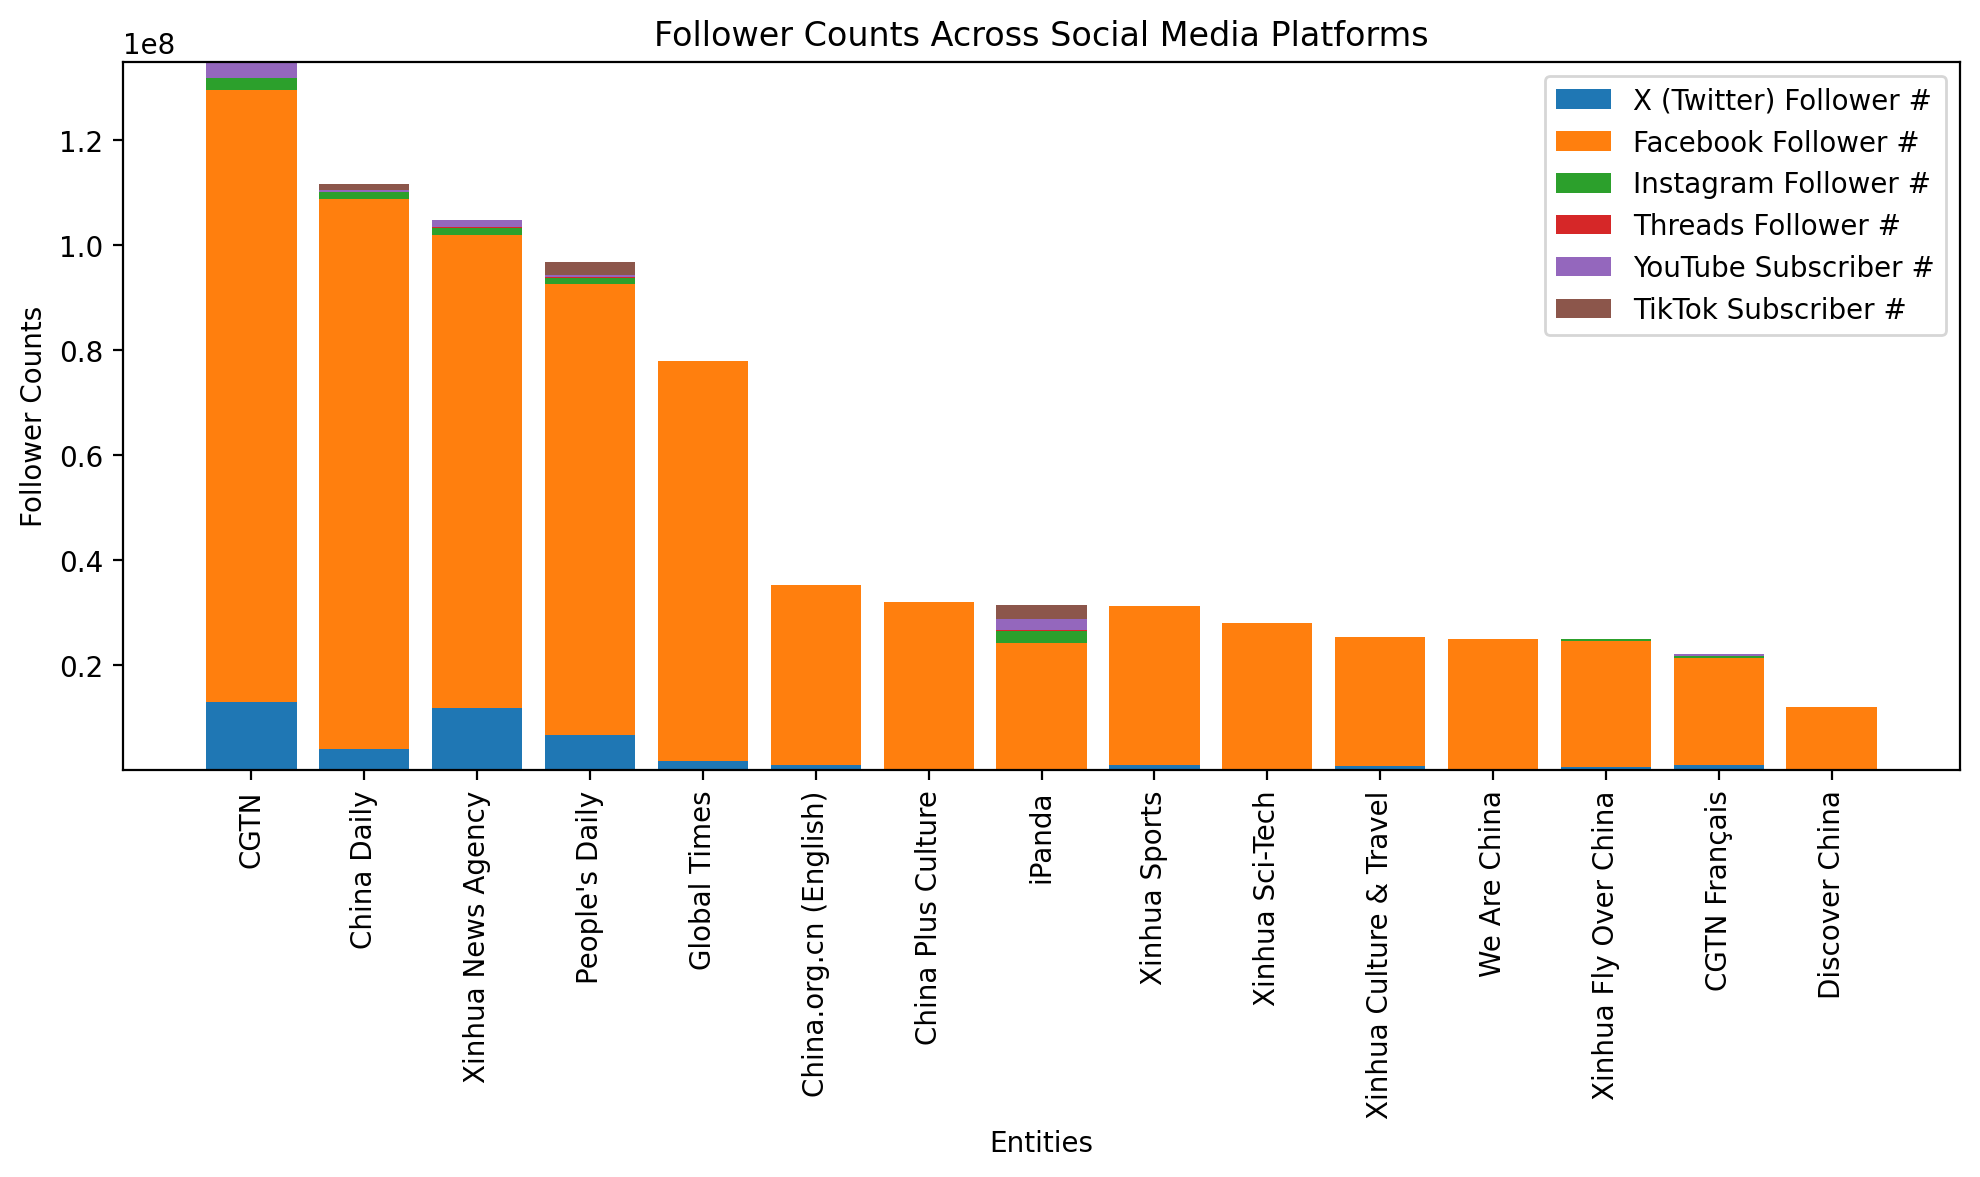 Follower Counts Across Social Media Platforms
1e8
X (Twitter) Follower #
Facebook Follower #
Instagram Follower #
Threads Follower #
YouTube Subscriber #
TikTok Subscriber #
Follower Counts
1.2
1.0
0.8
0.6
0.4
0.2
CGTN
China Daily
Xinhua News Agency
People's Daily
Global Times
China.org.cn (English)
China Plus Culture
iPanda
Xinhua Sports
Xinhua Sci-Tech
Xinhua Culture & Travel
We Are China
Xinhua Fly Over China
CGTN Français
Discover China
Entities